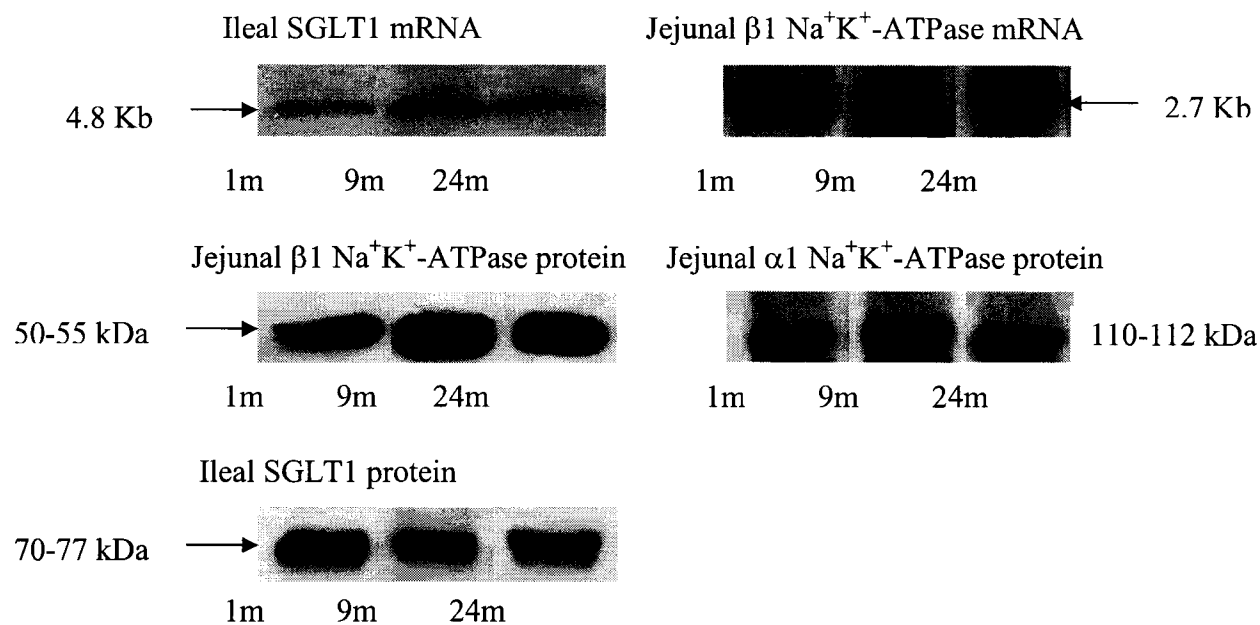 Ileal SGLT1 mRNA
Jejunal β1 Na⁺K⁺-ATPase mRNA
4.8 Kb
2.7 Kb
1m 9m 24m
1m 9m 24m
Jejunal β1 Na⁺K⁺-ATPase protein
Jejunal α1 Na⁺K⁺-ATPase protein
50-55 kDa
110-112 kDa
1m 9m 24m
1m 9m 24m
Ileal SGLT1 protein
70-77 kDa
1m 9m 24m